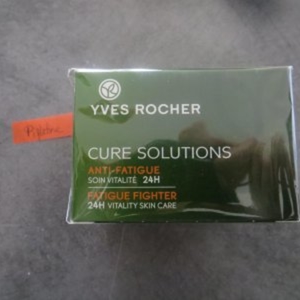 YVES ROCHER
CURE SOLUTIONS
ANTI-FATIGUE
SOIN VITALITÉ 24H
FATIGUE FIGHTER
24H VITALITY SKIN CARE